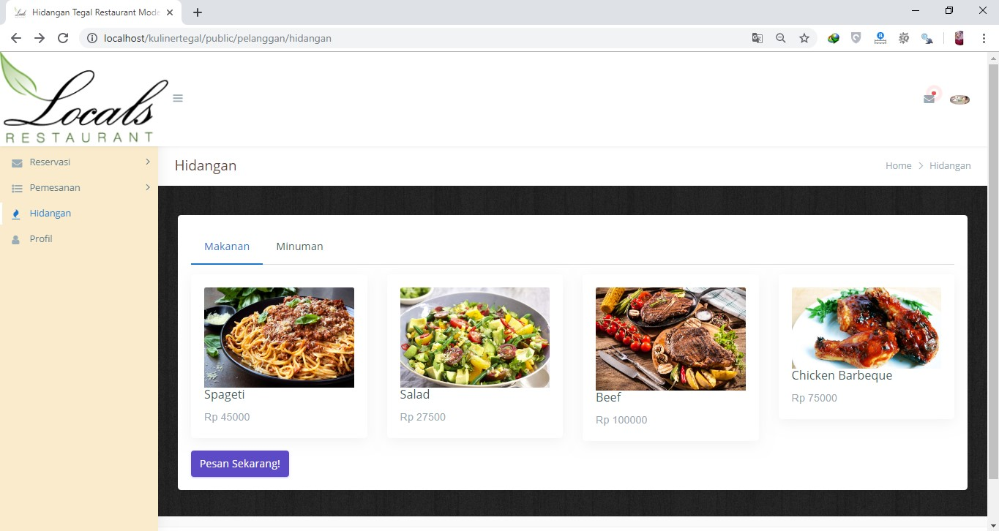 Hidangan Tegal Restaurant Mode
localhost/kulinertegal/public/pelanggan/hidangan
Locals
RESTAURANT
Reservasi
Pemesanan
Hidangan
Profil
Hidangan
Home > Hidangan
Makanan Minuman
Spageti
Rp 45000
Salad
Rp 27500
Beef
Rp 100000
Chicken Barbeque
Rp 75000
Pesan Sekarang!